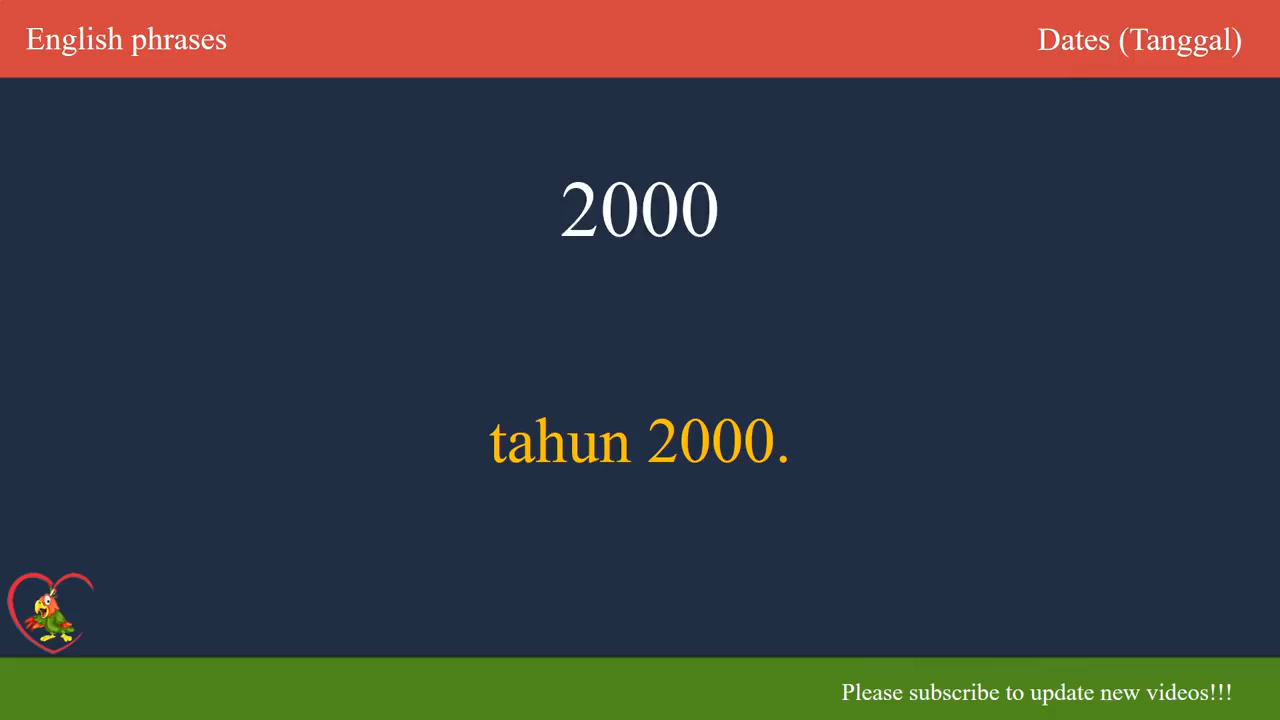 English phrases
Dates (Tanggal)
2000
tahun 2000.
Please subscribe to update new videos!!!